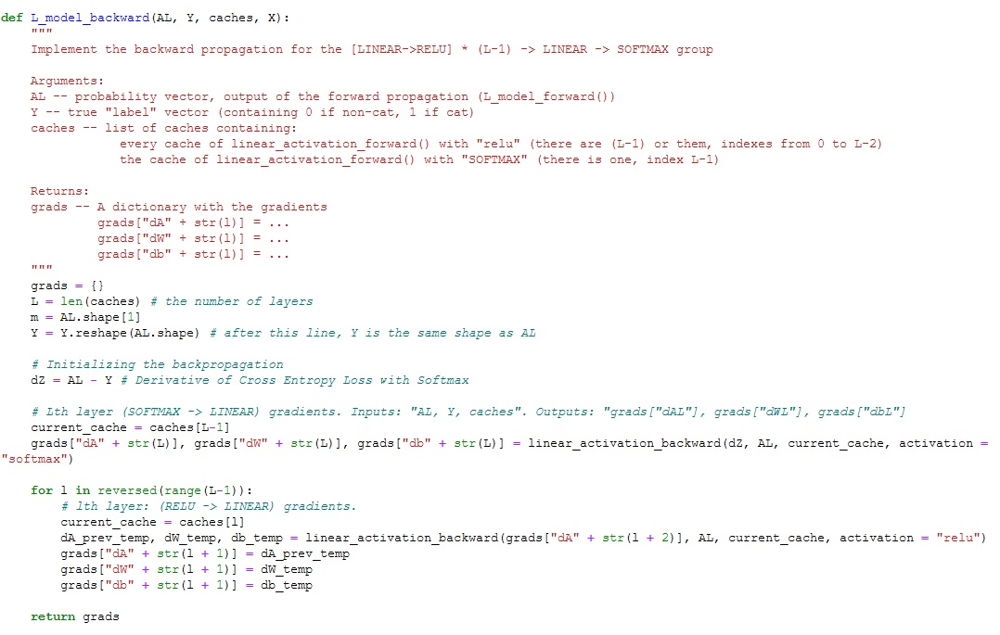 def L_model_backward(AL, Y, caches, X):
    """
    Implement the backward propagation for the [LINEAR->RELU] * (L-1) -> LINEAR -> SOFTMAX group

    Arguments:
    AL -- probability vector, output of the forward propagation (L_model_forward())
    Y -- true "label" vector (containing 0 if non-cat, 1 if cat)
    caches -- list of caches containing:
                every cache of linear_activation_forward() with "relu" (there are (L-1) or them, indexes from 0 to L-2)
                the cache of linear_activation_forward() with "SOFTMAX" (there is one, index L-1)

    Returns:
    grads -- A dictionary with the gradients
             grads["dA" + str(l)] = ...
             grads["dW" + str(l)] = ...
             grads["db" + str(l)] = ...
    """
    grads = {}
    L = len(caches) # the number of layers
    m = AL.shape[1]
    Y = Y.reshape(AL.shape) # after this line, Y is the same shape as AL

    # Initializing the backpropagation
    dZ = AL - Y # Derivative of Cross Entropy Loss with Softmax

    # Lth layer (SOFTMAX -> LINEAR) gradients. Inputs: "AL, Y, caches". Outputs: "grads["dAL"], grads["dWL"], grads["dbL"]
    current_cache = caches[L-1]
    grads["dA" + str(L)], grads["dW" + str(L)], grads["db" + str(L)] = linear_activation_backward(dZ, AL, current_cache, activation =
"softmax")

    for l in reversed(range(L-1)):
        # lth layer: (RELU -> LINEAR) gradients.
        current_cache = caches[l]
        dA_prev_temp, dW_temp, db_temp = linear_activation_backward(grads["dA" + str(l + 2)], AL, current_cache, activation = "relu")
        grads["dA" + str(l + 1)] = dA_prev_temp
        grads["dW" + str(l + 1)] = dW_temp
        grads["db" + str(l + 1)] = db_temp

    return grads